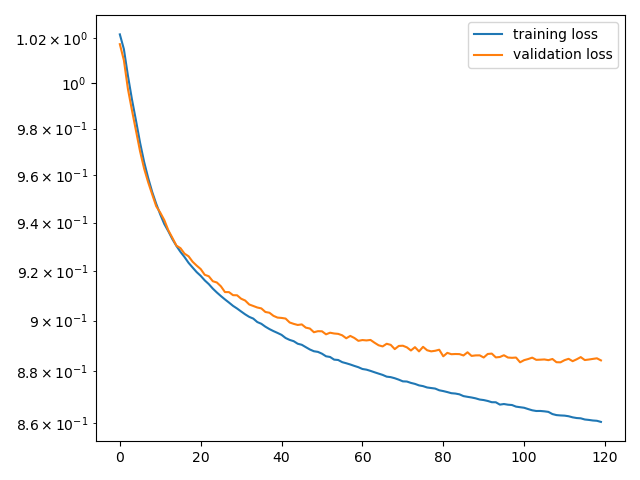 training loss
validation loss
1.02 × 10⁰
10⁰
9.8 × 10⁻¹
9.6 × 10⁻¹
9.4 × 10⁻¹
9.2 × 10⁻¹
9 × 10⁻¹
8.8 × 10⁻¹
8.6 × 10⁻¹
0 20 40 60 80 100 120